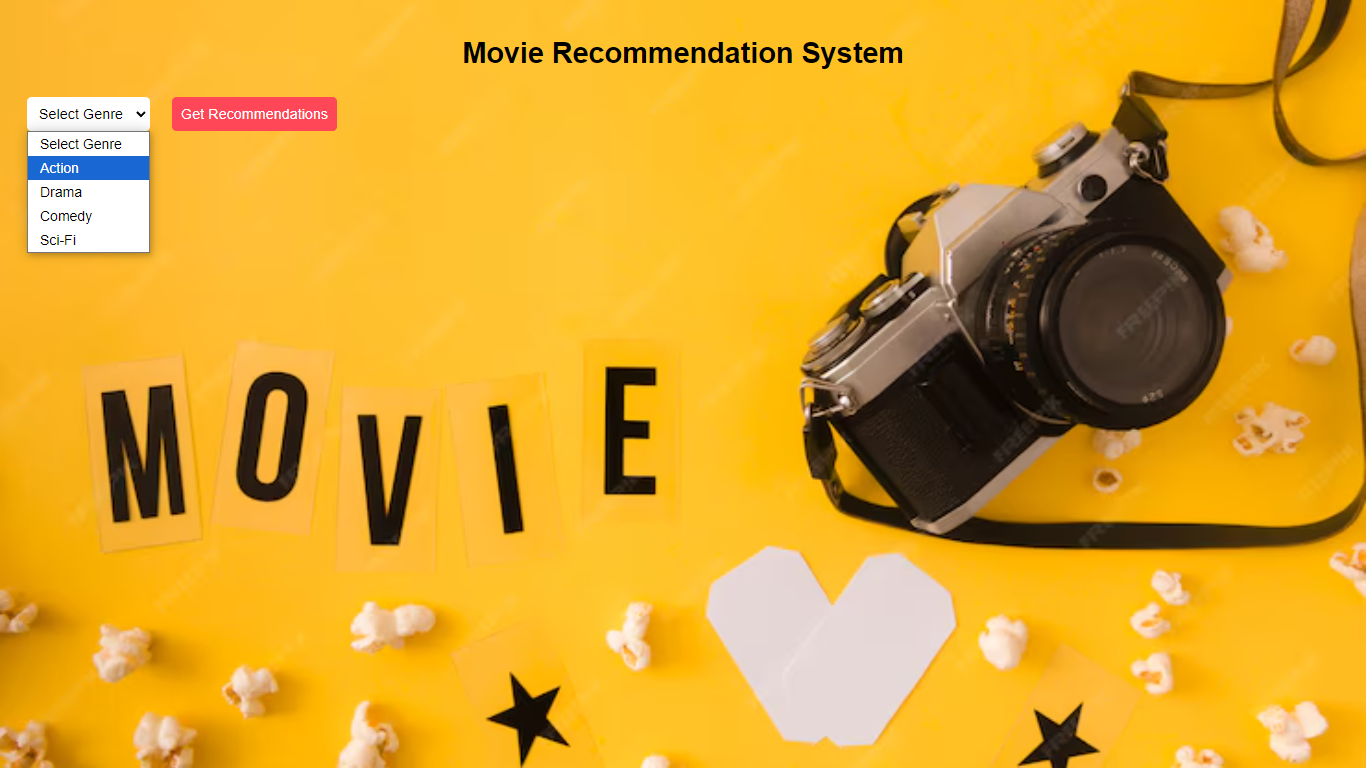 Movie Recommendation System
Select Genre
Get Recommendations
Select Genre
Action
Drama
Comedy
Sci-Fi
MOVIE